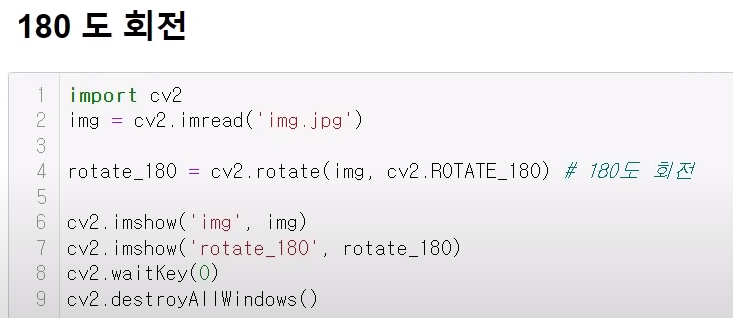 180 도 회전
1 import cv2
2 img = cv2.imread('img.jpg')
3
4 rotate_180 = cv2.rotate(img, cv2.ROTATE_180) # 180도 회전
5
6 cv2.imshow('img', img)
7 cv2.imshow('rotate_180', rotate_180)
8 cv2.waitKey(0)
9 cv2.destroyAllWindows()